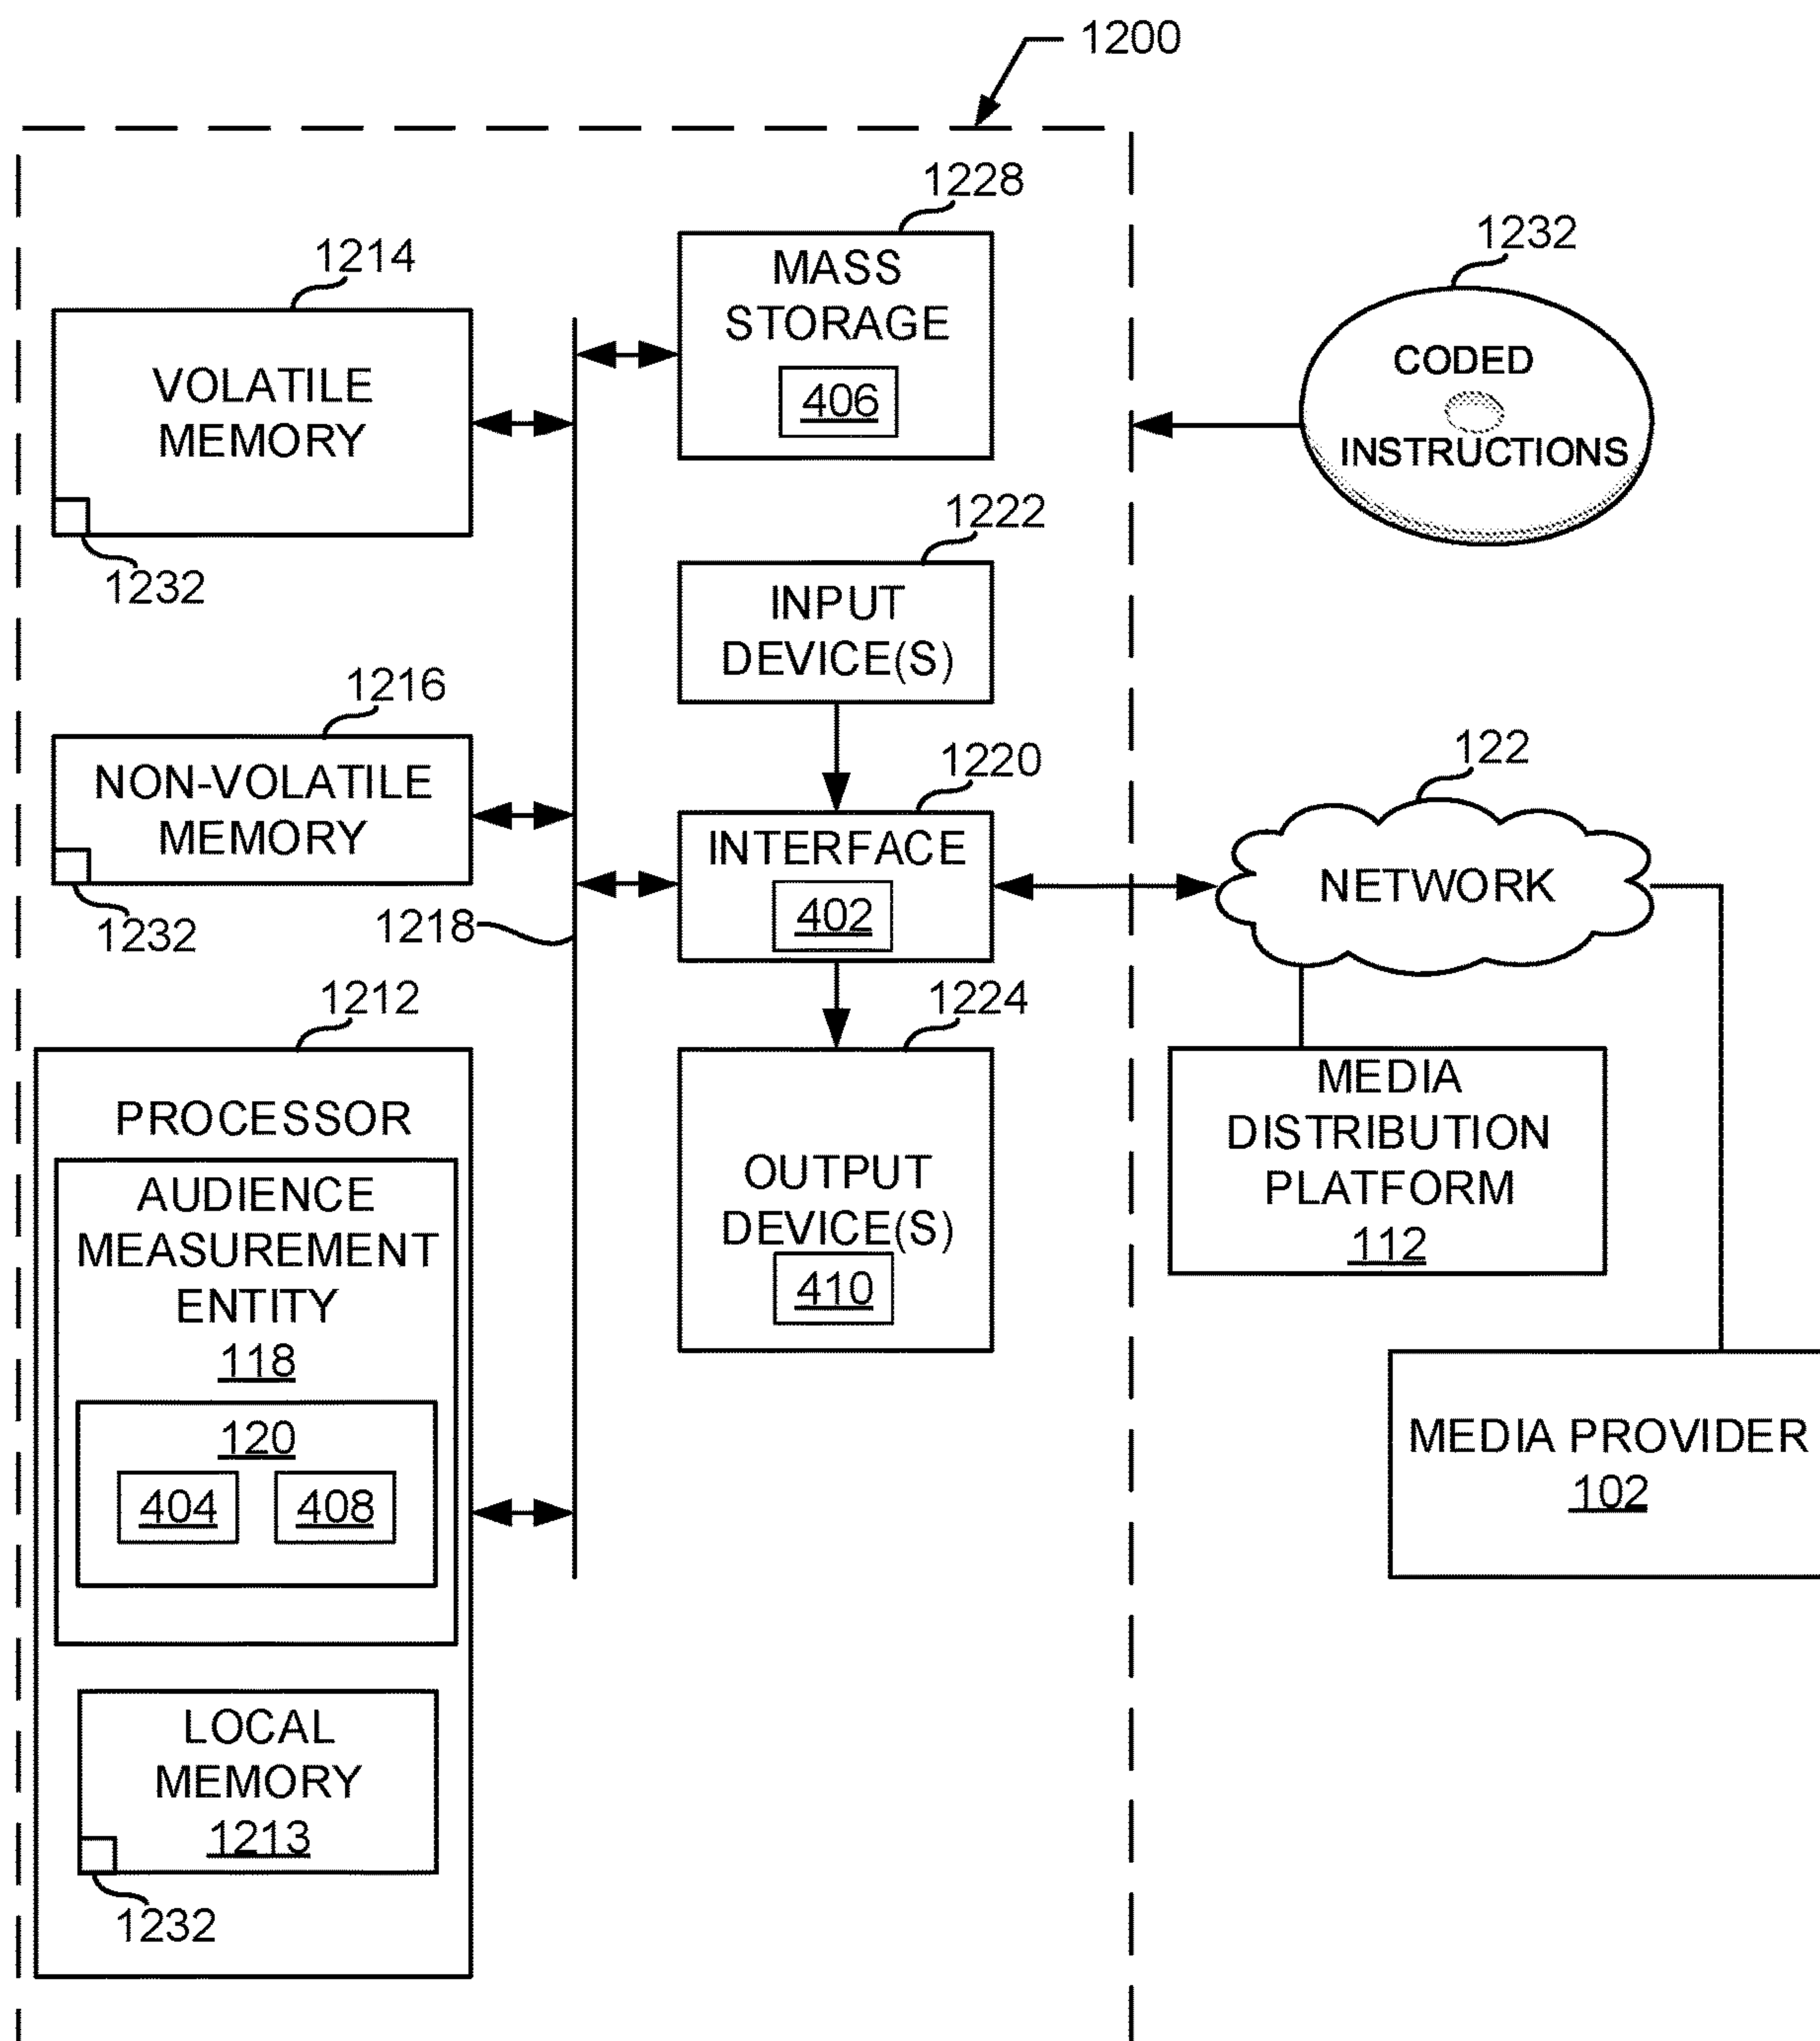 1200
1228
MASS
STORAGE
406
1214
VOLATILE
MEMORY
1232
1232
CODED
INSTRUCTIONS
1222
INPUT
DEVICE(S)
1216
NON-VOLATILE
MEMORY
1232
1218
1220
INTERFACE
402
122
NETWORK
1212
PROCESSOR
AUDIENCE
MEASUREMENT
ENTITY
118
120
404 408
LOCAL
MEMORY
1213
1232
1224
OUTPUT
DEVICE(S)
410
MEDIA
DISTRIBUTION
PLATFORM
112
MEDIA PROVIDER
102